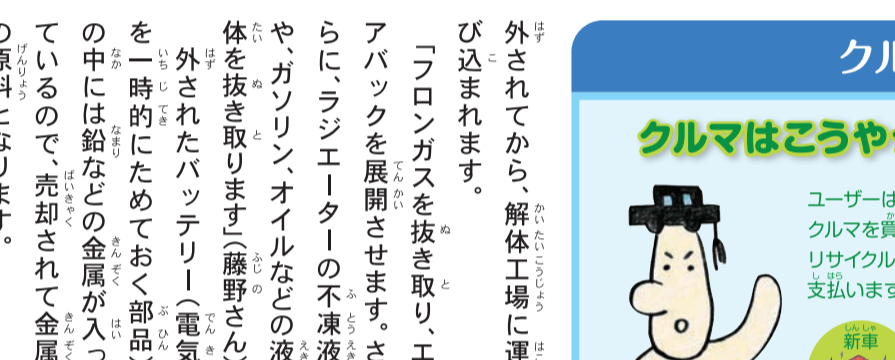 外されてから、解体工場に運
び込まれます。
「フロンガスを抜き取り、エ
アバックを展開させます。さ
らに、ラジエーターの不凍液
や、ガソリン、オイルなどの液
体を抜き取ります」（藤野さん）
外されたバッテリー（電気
を一時的にためておく部品）
の中には鉛などの金属が入っ
ているので、売却されて金属
の原料となります。
クル
クルマはこうや
ユーザーは
クルマを買
リサイクル
支払います
新車